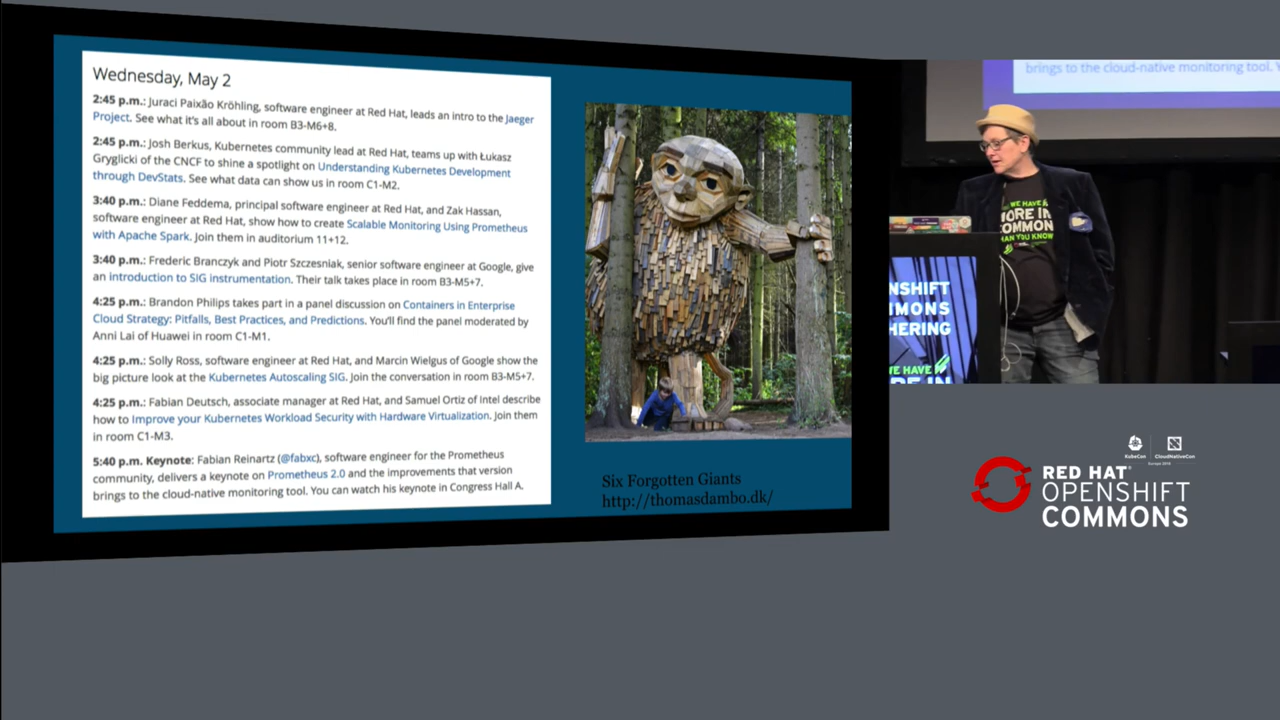 Wednesday, May 2
2:45 p.m.: Juraci Paixão Kröhling, software engineer at Red Hat, leads an intro to the Jaeger
Project. See what it's all about in room B3-M6+8.
2:45 p.m.: Josh Berkus, Kubernetes community lead at Red Hat, teams up with Łukasz
Gryglicki of the CNCF to shine a spotlight on Understanding Kubernetes Development
through DevStats. See what data can show us in room C1-M2.
3:40 p.m.: Diane Feddema, principal software engineer at Red Hat, and Zak Hassan,
software engineer at Red Hat, show how to create Scalable Monitoring Using Prometheus
with Apache Spark. Join them in auditorium 11+12.
3:40 p.m.: Frederic Branczyk and Piotr Szczesniak, senior software engineer at Google, give
an introduction to SIG instrumentation. Their talk takes place in room B3-M5+7.
4:25 p.m.: Brandon Philips takes part in a panel discussion on Containers in Enterprise
Cloud Strategy: Pitfalls, Best Practices, and Predictions. You'll find the panel moderated by
Anni Lai of Huawei in room C1-M1.
4:25 p.m.: Solly Ross, software engineer at Red Hat, and Marcin Wielgus of Google show the
big picture look at the Kubernetes Autoscaling SIG. Join the conversation in room B3-M5+7.
4:25 p.m.: Fabian Deutsch, associate manager at Red Hat, and Samuel Ortiz of Intel describe
how to Improve your Kubernetes Workload Security with Hardware Virtualization. Join them
in room C1-M3.
5:40 p.m. Keynote: Fabian Reinartz (@fabxc), software engineer for the Prometheus
community, delivers a keynote on Prometheus 2.0 and the improvements that version
brings to the cloud-native monitoring tool. You can watch his keynote in Congress Hall A.
Six Forgotten Giants
http://thomasdambo.dk/
brings to the cloud-native monitoring tool. Y
WE HAVE
MORE IN
COMMON
THAN YOU KNOW
NSHIFT
MMONS
HERING
WE HAVE
RE IN
KubeCon
CloudNativeCon
Europe 2018
RED HAT®
OPENSHIFT
COMMONS